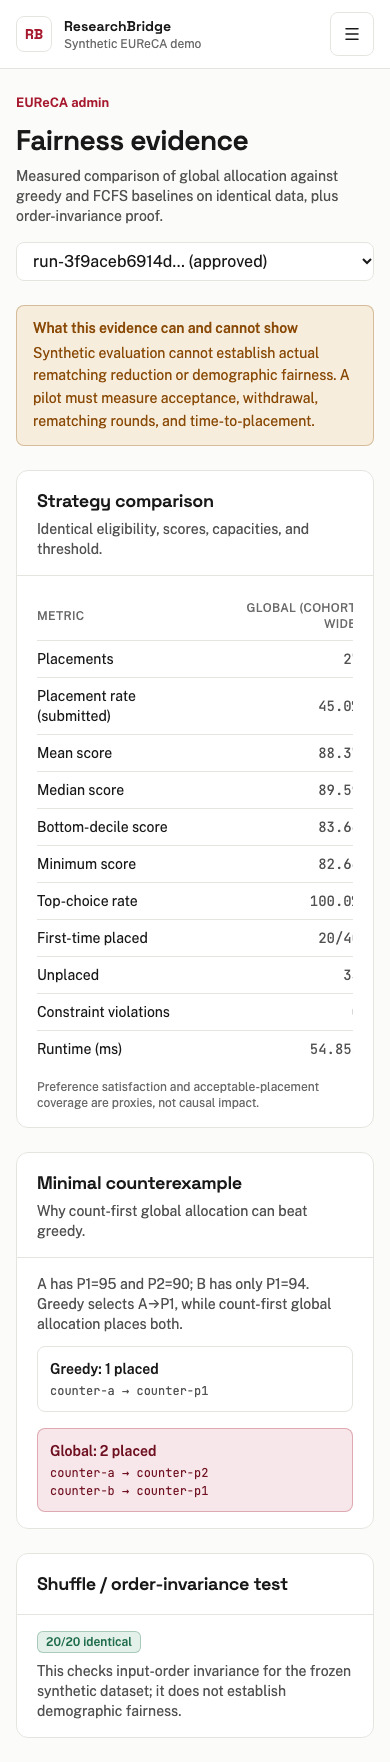 RB
ResearchBridge
Synthetic EUReCA demo
EUReCA admin
Fairness evidence
Measured comparison of global allocation against
greedy and FCFS baselines on identical data, plus
order-invariance proof.
run-3f9aceb6914d... (approved)
What this evidence can and cannot show
Synthetic evaluation cannot establish actual
rematching reduction or demographic fairness. A
pilot must measure acceptance, withdrawal,
rematching rounds, and time-to-placement.
Strategy comparison
Identical eligibility, scores, capacities, and
threshold.
METRIC
GLOBAL (COHORT
WIDE
Placements
Placement rate
(submitted) 45.0%
Mean score
Median score
Bottom-decile score
Minimum score
Top-choice rate 100.0%
First-time placed
Unplaced
Constraint violations
Runtime (ms) 54.85
Preference satisfaction and acceptable-placement
coverage are proxies, not causal impact.
Minimal counterexample
Why count-first global allocation can beat
greedy.
A has P1=95 and P2=90; B has only P1=94.
Greedy selects A→P1, while count-first global
allocation places both.
Greedy: 1 placed
counter-a → counter-p1
Global: 2 placed
counter-a → counter-p2
counter-b → counter-p1
Shuffle / order-invariance test
20/20 identical
This checks input-order invariance for the frozen
synthetic dataset; it does not establish
demographic fairness.